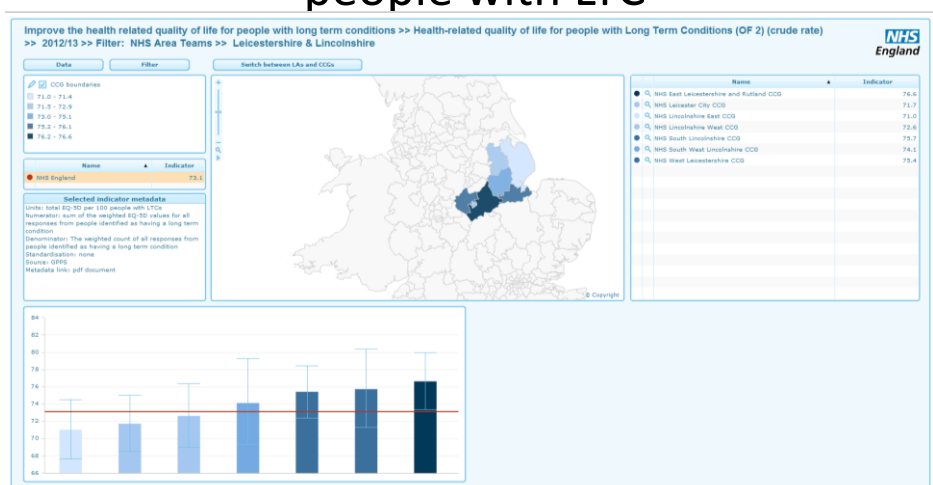 people with LTC
Improve the health related quality of life for people with long term conditions >> Health-related quality of life for people with Long Term Conditions (OF 2) (crude rate)
>> 2012/13 >> Filter: NHS Area Teams >> Leicestershire & Lincolnshire
NHS
England
Data
Filter
Switch between LAs and CCGs
CCG boundaries
71.0 - 71.4
71.5 - 72.9
73.0 - 75.1
75.2 - 76.1
76.2 - 76.6
Name ▲ Indicator
NHS England 73.1
Selected indicator metadata
Units: total EQ-5D per 100 people with LTCs
Numerator: sum of the weighted EQ-5D values for all
responses from people identified as having a long term
condition
Denominator: The weighted count of all responses from
people identified as having a long term condition
Standardisation: none
Source: GPPS
Metadata link: pdf document
© Copyright
Name ▲ Indicator
NHS East Leicestershire and Rutland CCG 76.6
NHS Leicester City CCG 71.7
NHS Lincolnshire East CCG 71.0
NHS Lincolnshire West CCG 72.6
NHS South Lincolnshire CCG 75.7
NHS South West Lincolnshire CCG 74.1
NHS West Leicestershire CCG 75.4
84
82
80
78
76
74
72
70
68
66